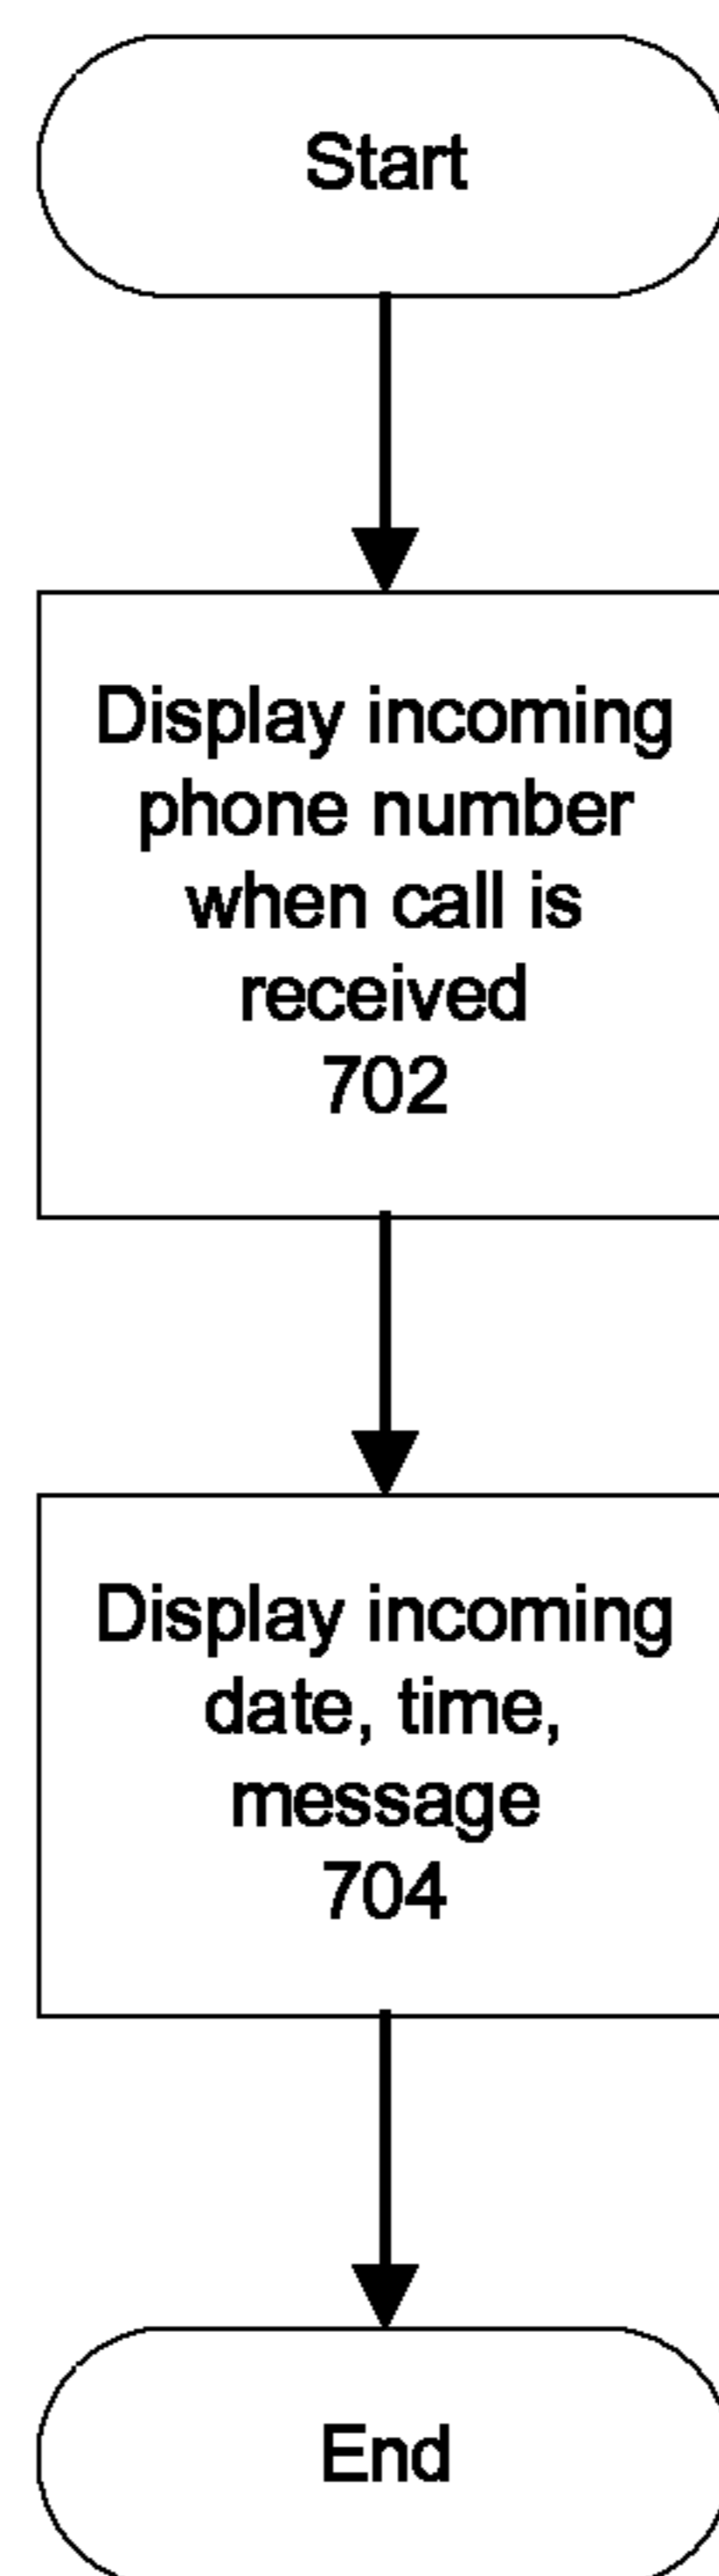 Start
Display incoming
phone number
when call is
received
702
Display incoming
date, time,
message
704
End